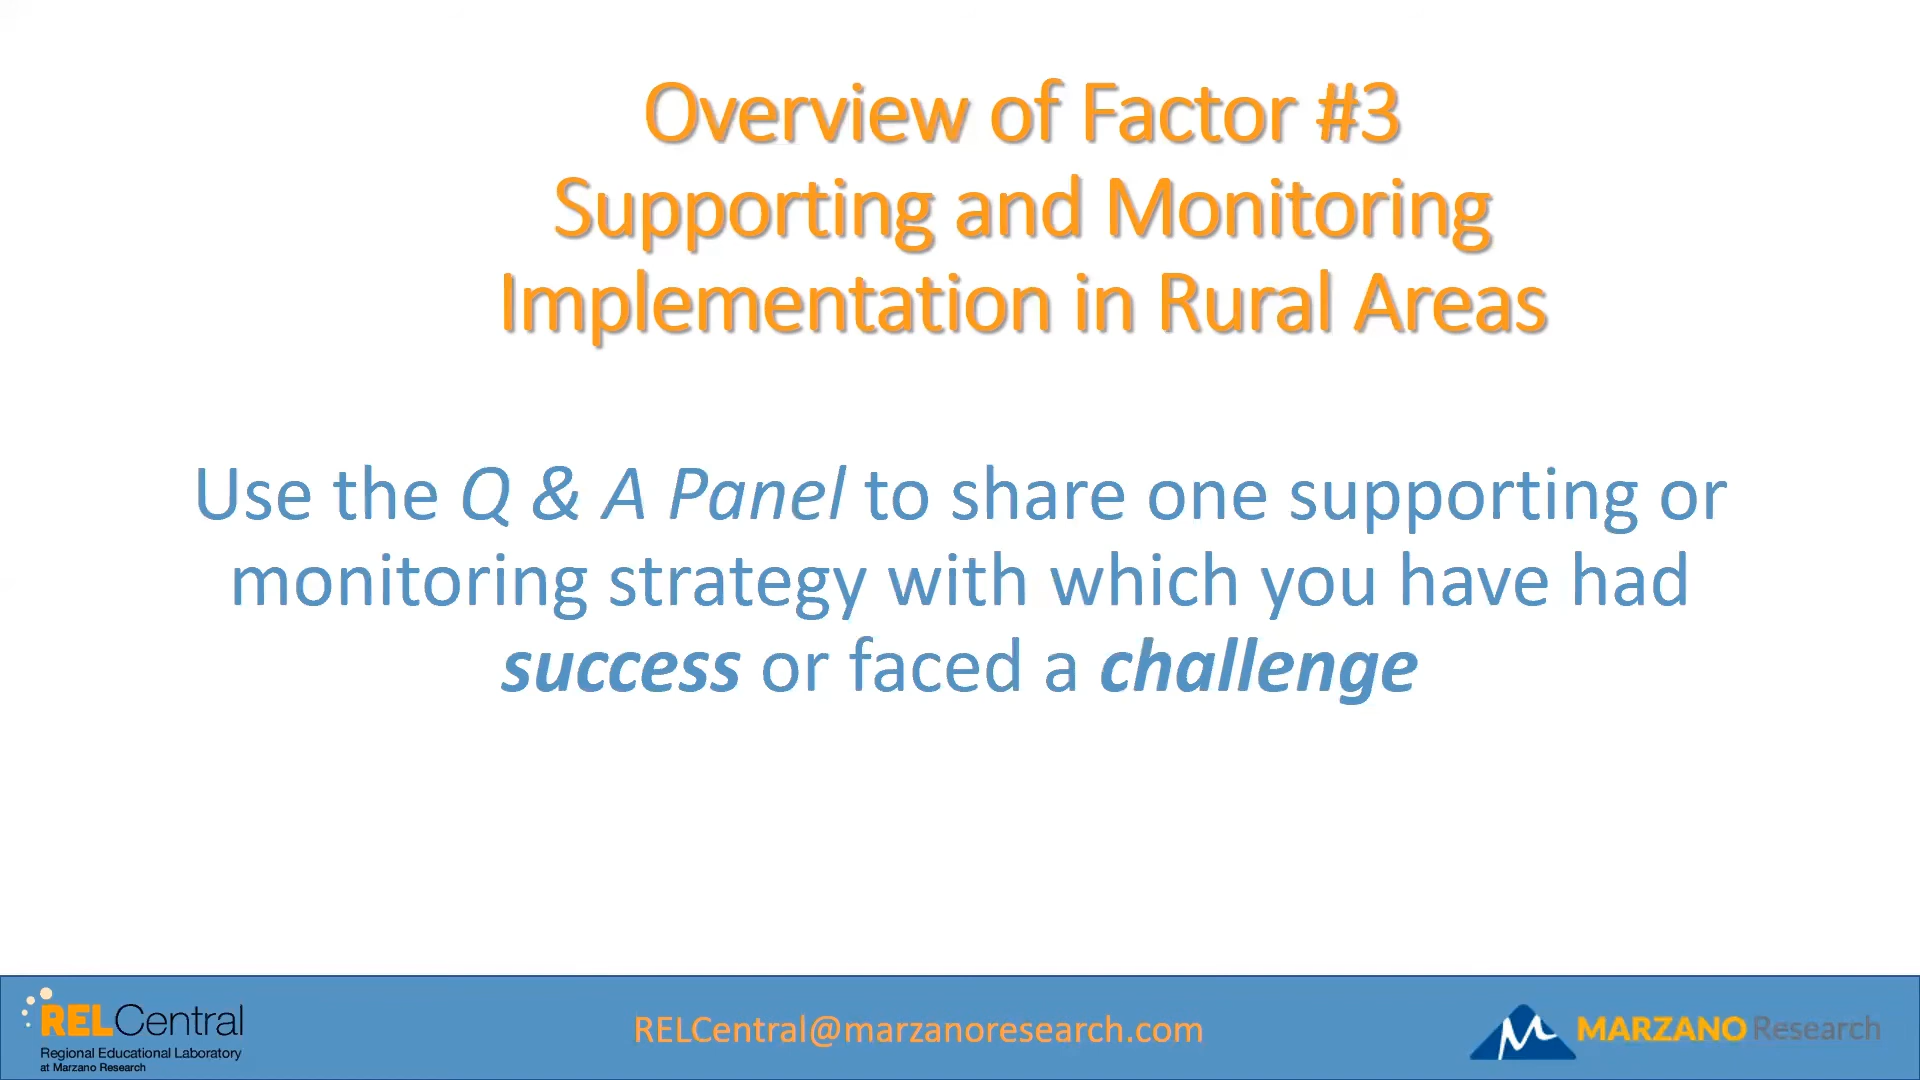 Overview of Factor #3
Supporting and Monitoring
Implementation in Rural Areas
Use the Q & A Panel to share one supporting or
monitoring strategy with which you have had
success or faced a challenge
RELCentral
Regional Educational Laboratory
at Marzano Research
RELCentral@marzanoresearch.com
MARZANO Research